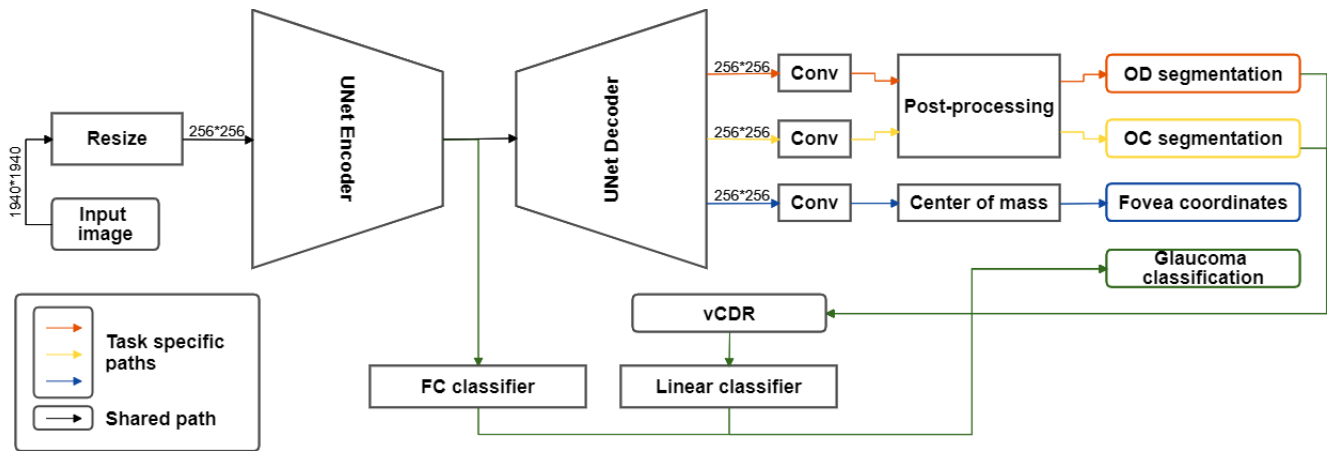 256*256
Conv
OD segmentation
UNet Encoder
UNet Decoder
Post-processing
Resize
256*256
256*256
Conv
OC segmentation
1940*1940
Input
image
256*256
Conv
Center of mass
Fovea coordinates
Glaucoma
classification
vCDR
Task specific
paths
FC classifier
Linear classifier
Shared path